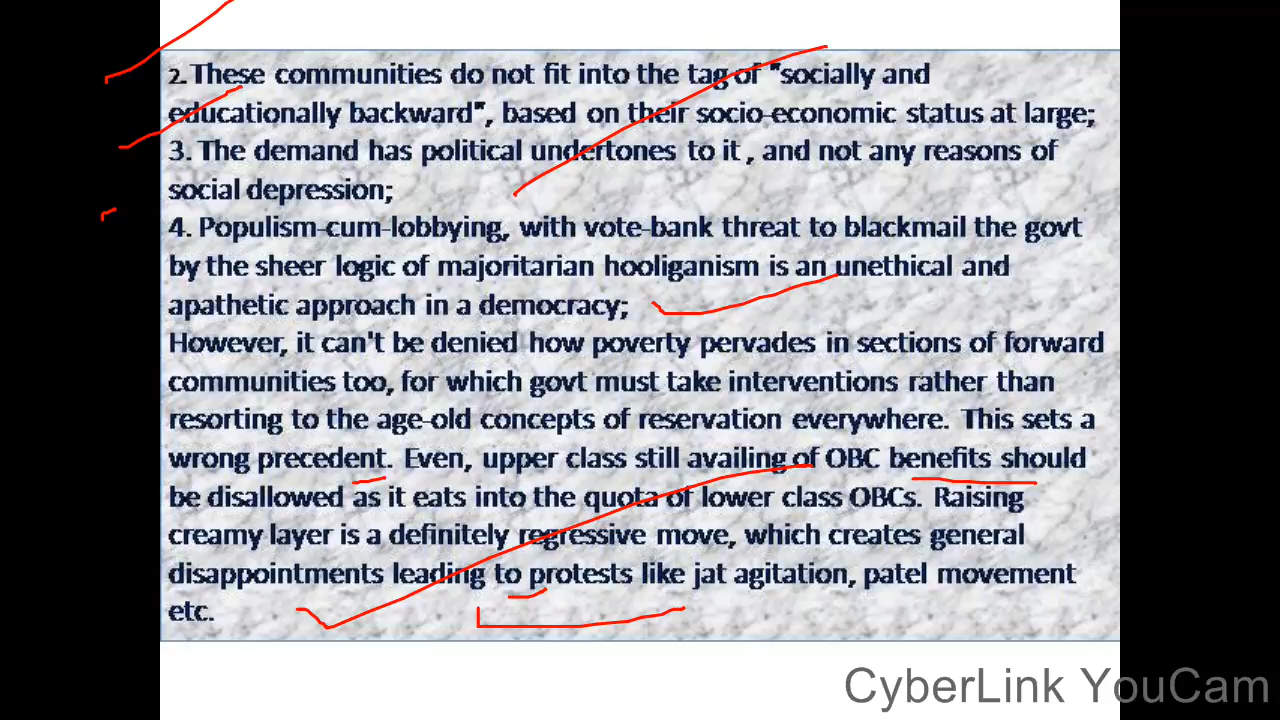 2. These communities do not fit into the tag of "socially and
educationally backward", based on their socio-economic status at large;
3. The demand has political undertones to it , and not any reasons of
social depression;
4. Populism-cum-lobbying, with vote-bank threat to blackmail the govt
by the sheer logic of majoritarian hooliganism is an unethical and
apathetic approach in a democracy;
However, it can't be denied how poverty pervades in sections of forward
communities too, for which govt must take interventions rather than
resorting to the age-old concepts of reservation everywhere. This sets a
wrong precedent. Even, upper class still availing of OBC benefits should
be disallowed as it eats into the quota of lower class OBCs. Raising
creamy layer is a definitely regressive move, which creates general
disappointments leading to protests like jat agitation, patel movement
etc.
CyberLink YouCam